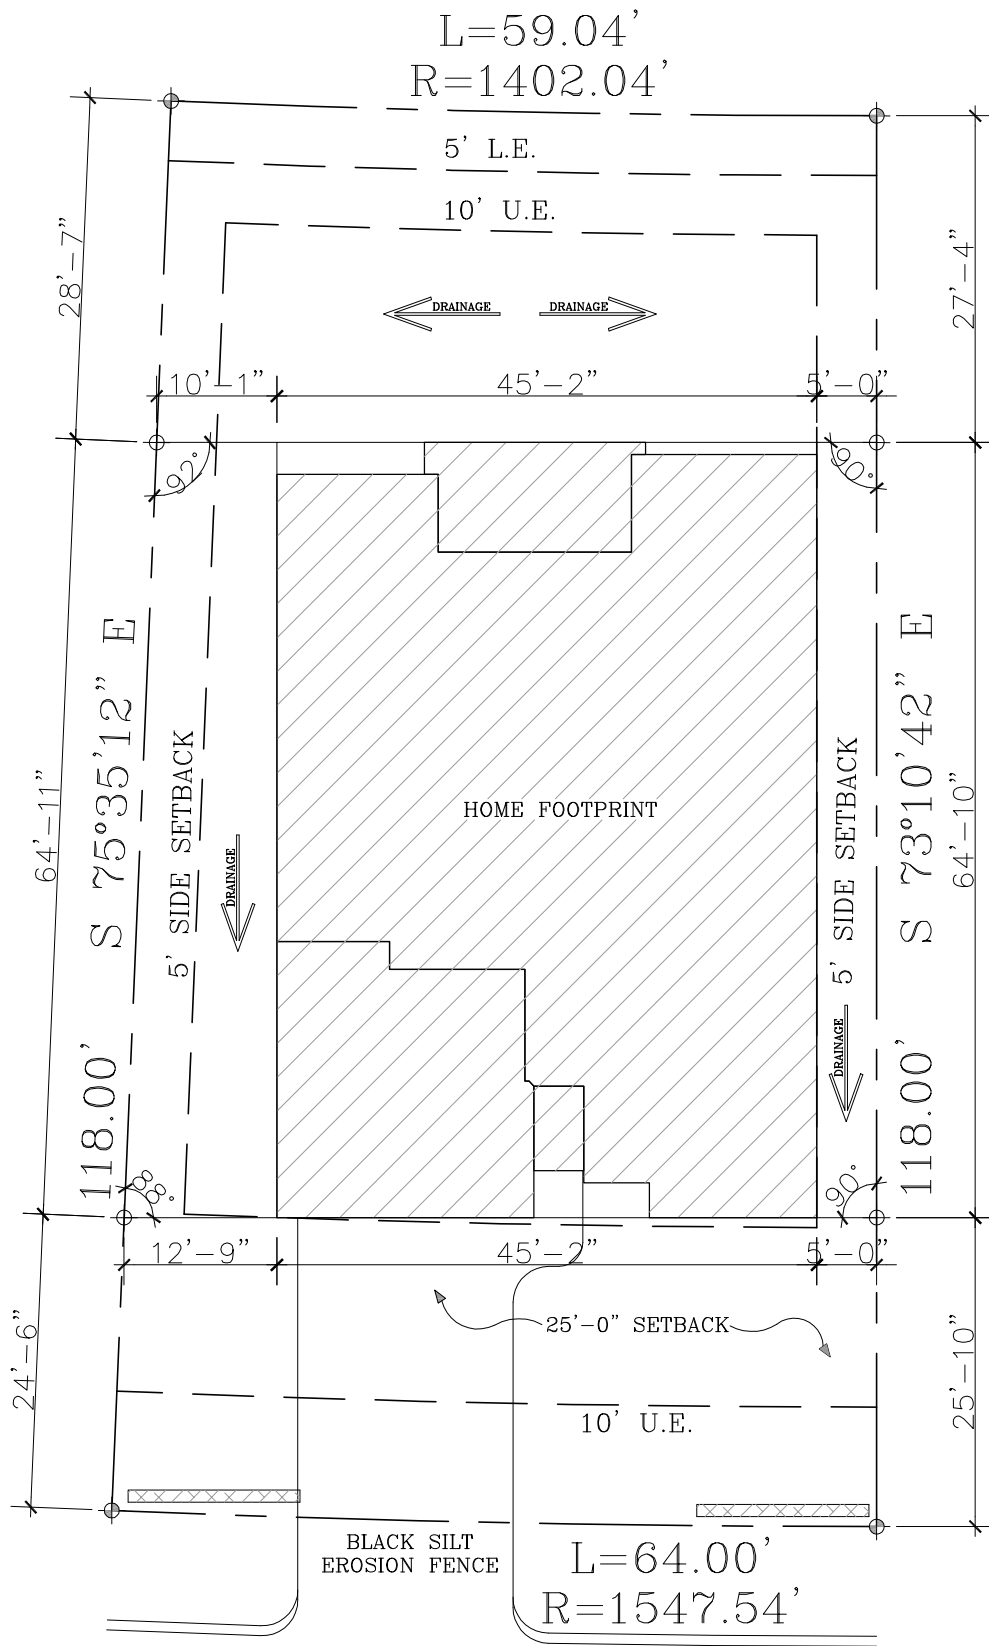 L=59.04'
R=1402.04'
5' L.E.
10' U.E.
28'-7"
27'-4"
DRAINAGE
DRAINAGE
10'-1"
45'-2"
5'-0"
92°
90°
S 75°35'12" E
118.00'
S 73°10'42" E
118.00'
64'-11"
64'-10"
5' SIDE SETBACK
5' SIDE SETBACK
HOME FOOTPRINT
DRAINAGE
DRAINAGE
88°
90°
12'-9"
45'-2"
5'-0"
24'-6"
25'-10"
25'-0" SETBACK
10' U.E.
BLACK SILT
EROSION FENCE
L=64.00'
R=1547.54'